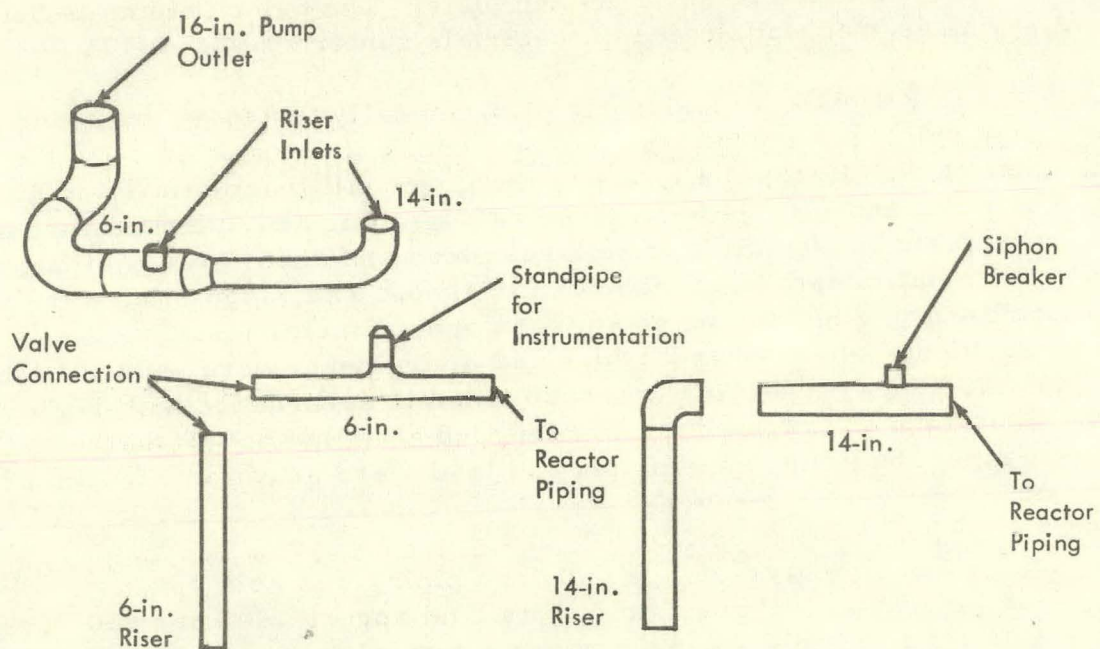 16-in. Pump
Outlet
Riser
Inlets
6-in.
14-in.
Standpipe
for
Instrumentation
Siphon
Breaker
Valve
Connection
6-in.
To
Reactor
Piping
14-in.
To
Reactor
Piping
6-in.
Riser
14-in.
Riser